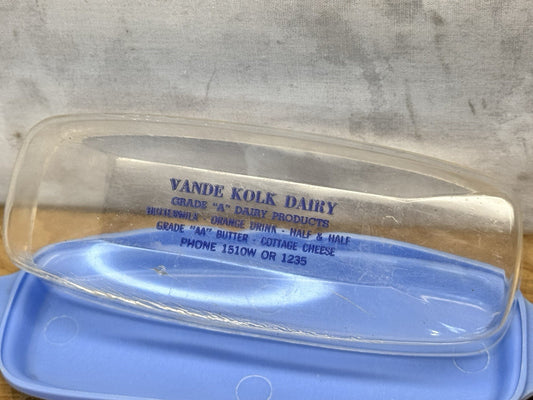 VANDE KOLK DAIRY
GRADE "A" DAIRY PRODUCTS
BUTTERMILK - ORANGE DRINK - HALF & HALF
GRADE "AA" BUTTER - COTTAGE CHEESE
PHONE 1510W OR 1235